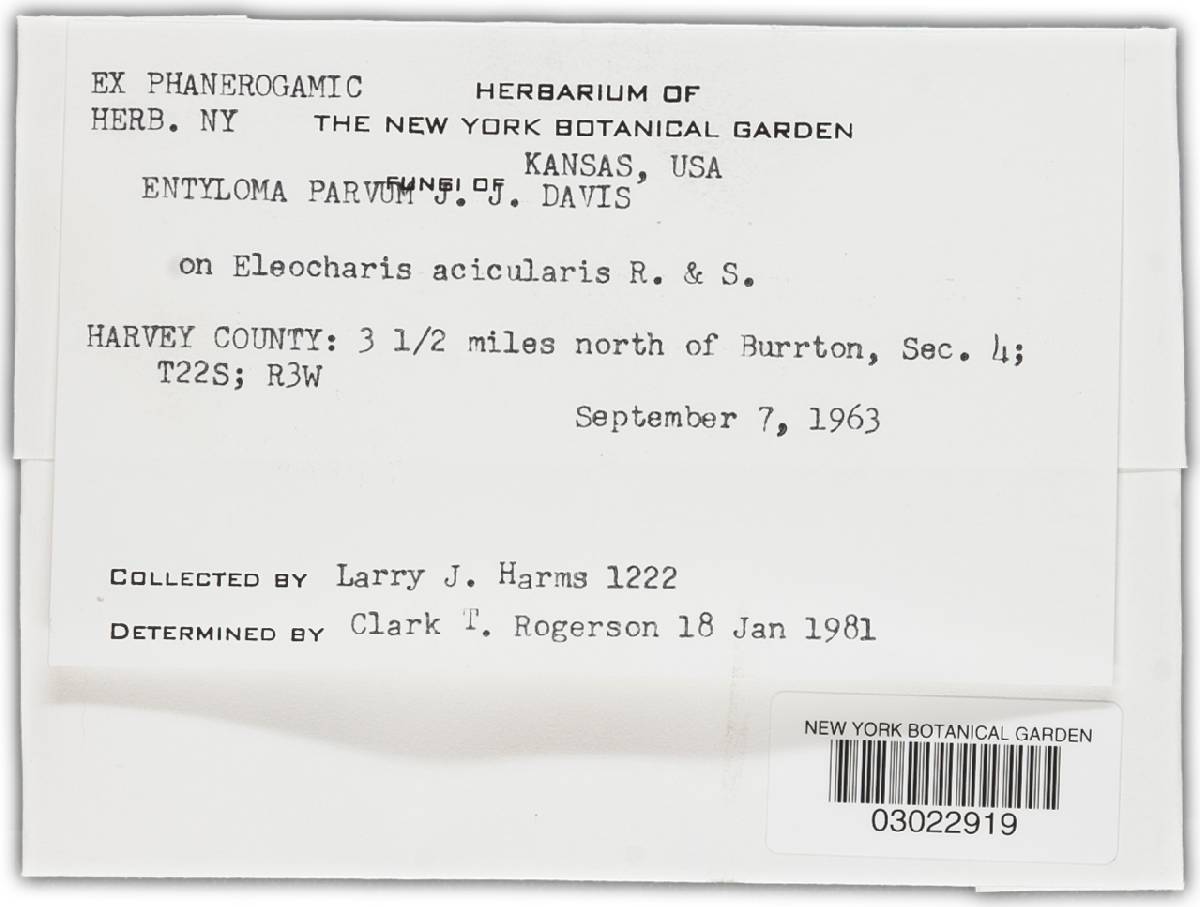 EX PHANEROGAMIC
HERB. NY
HERBARIUM OF
THE NEW YORK BOTANICAL GARDEN
FUNGI OF KANSAS, USA
ENTYLOMA PARVUM J. J. DAVIS
on Eleocharis acicularis R. & S.
HARVEY COUNTY: 3 1/2 miles north of Burrton, Sec. 4;
T22S; R3W
September 7, 1963
COLLECTED BY Larry J. Harms 1222
DETERMINED BY Clark T. Rogerson 18 Jan 1981
NEW YORK BOTANICAL GARDEN
03022919